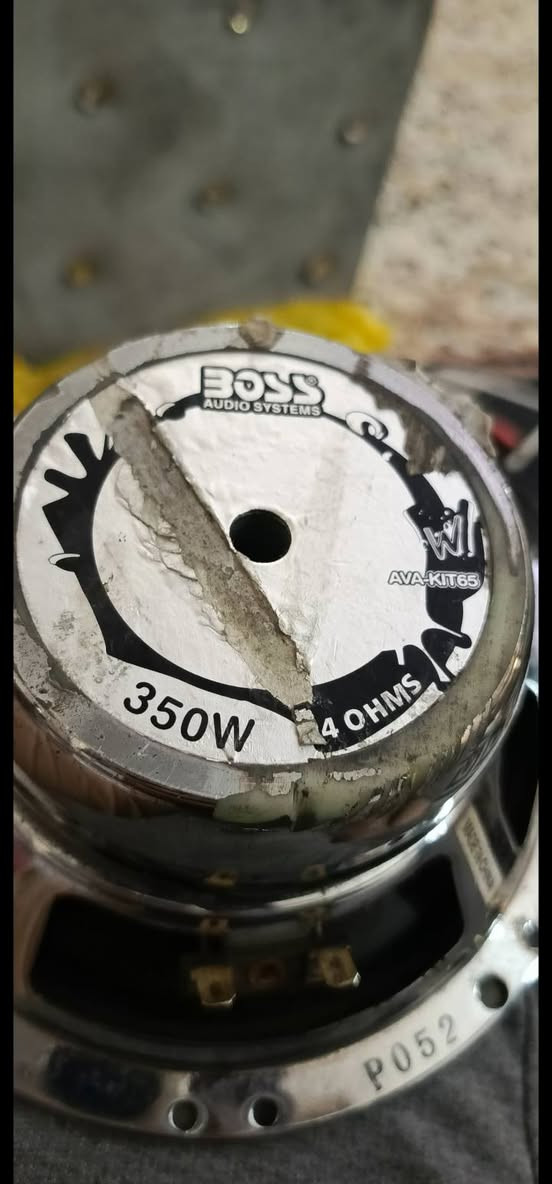 BOSS®
AUDIO SYSTEMS
W
AVA-KIT65
350W
4 OHMS
P052